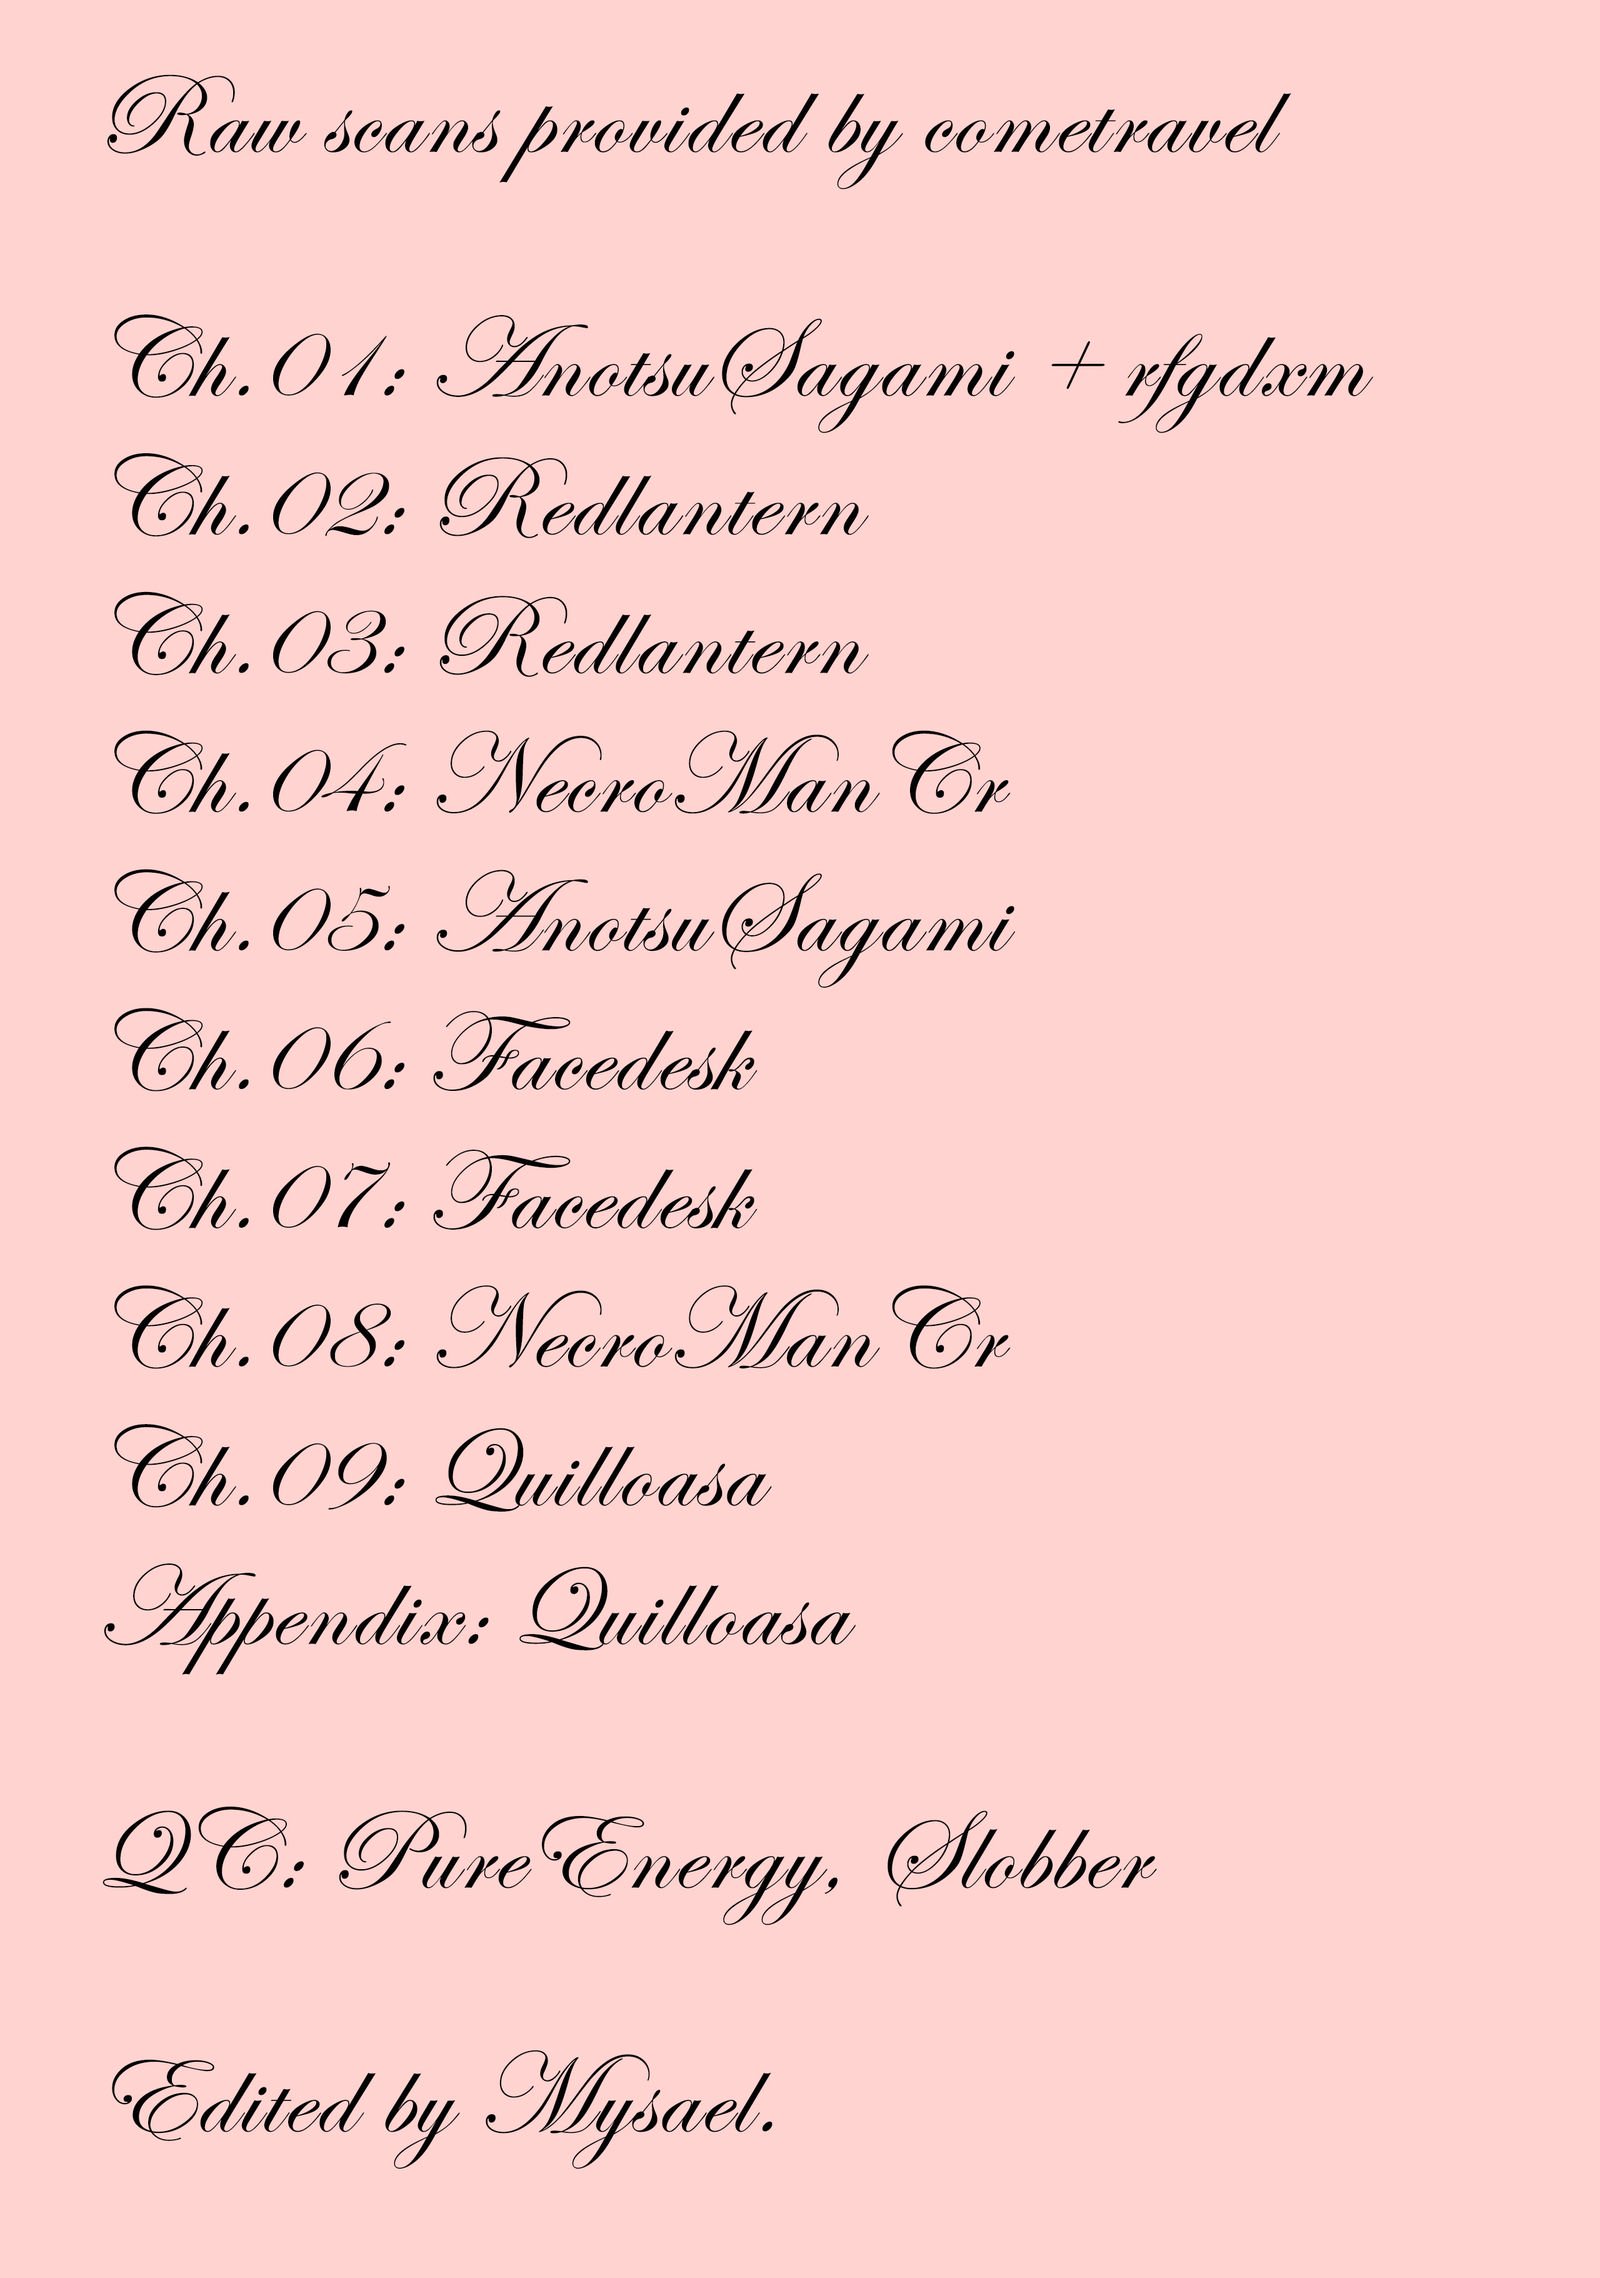 Raw scans provided by cometravel
Ch. 01: AnotsuSagami + rfgdxm
Ch. 02: Redlantern
Ch. 03: Redlantern
Ch. 04: NecroManCr
Ch. 05: AnotsuSagami
Ch. 06: Facedesk
Ch. 07: Facedesk
Ch. 08: NecroManCr
Ch. 09: Quilloasa
Appendix: Quilloasa
QC: PureEnergy, Slobber
Edited by Mysael.